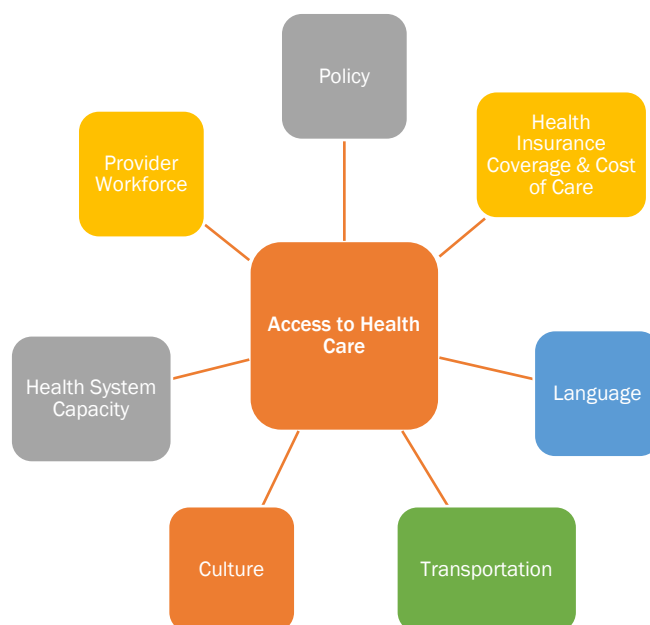 Policy
Health
Insurance
Coverage & Cost
of Care
Provider
Workforce
Access to Health
Care
Health System
Capacity
Language
Culture
Transportation